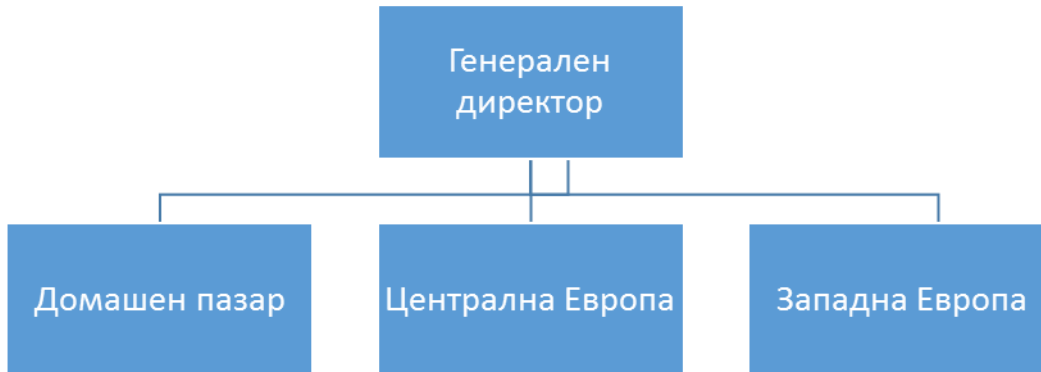 Генерален
директор
Домашен пазар
Централна Европа
Западна Европа